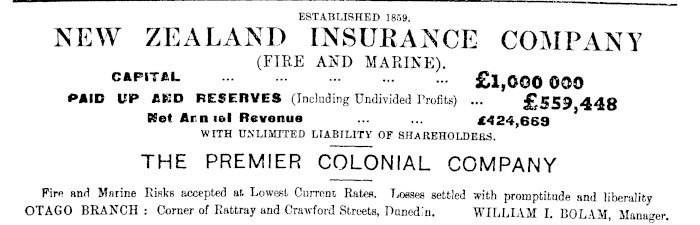 ESTABLISHED 1859.
NEW ZEALAND INSURANCE COMPANY
(FIRE AND MARINE).
CAPITAL ... ... ... ... ... £1,000 000
PAID UP AND RESERVES (Including Undivided Profits) ... £559,448
Net Annual Revenue ... ... £424,669
WITH UNLIMITED LIABILITY OF SHAREHOLDERS.
THE PREMIER COLONIAL COMPANY
Fire and Marine Risks accepted at Lowest Current Rates. Losses settled with promptitude and liberality
OTAGO BRANCH : Corner of Rattray and Crawford Streets, Dunedin. WILLIAM I. BOLAM, Manager.